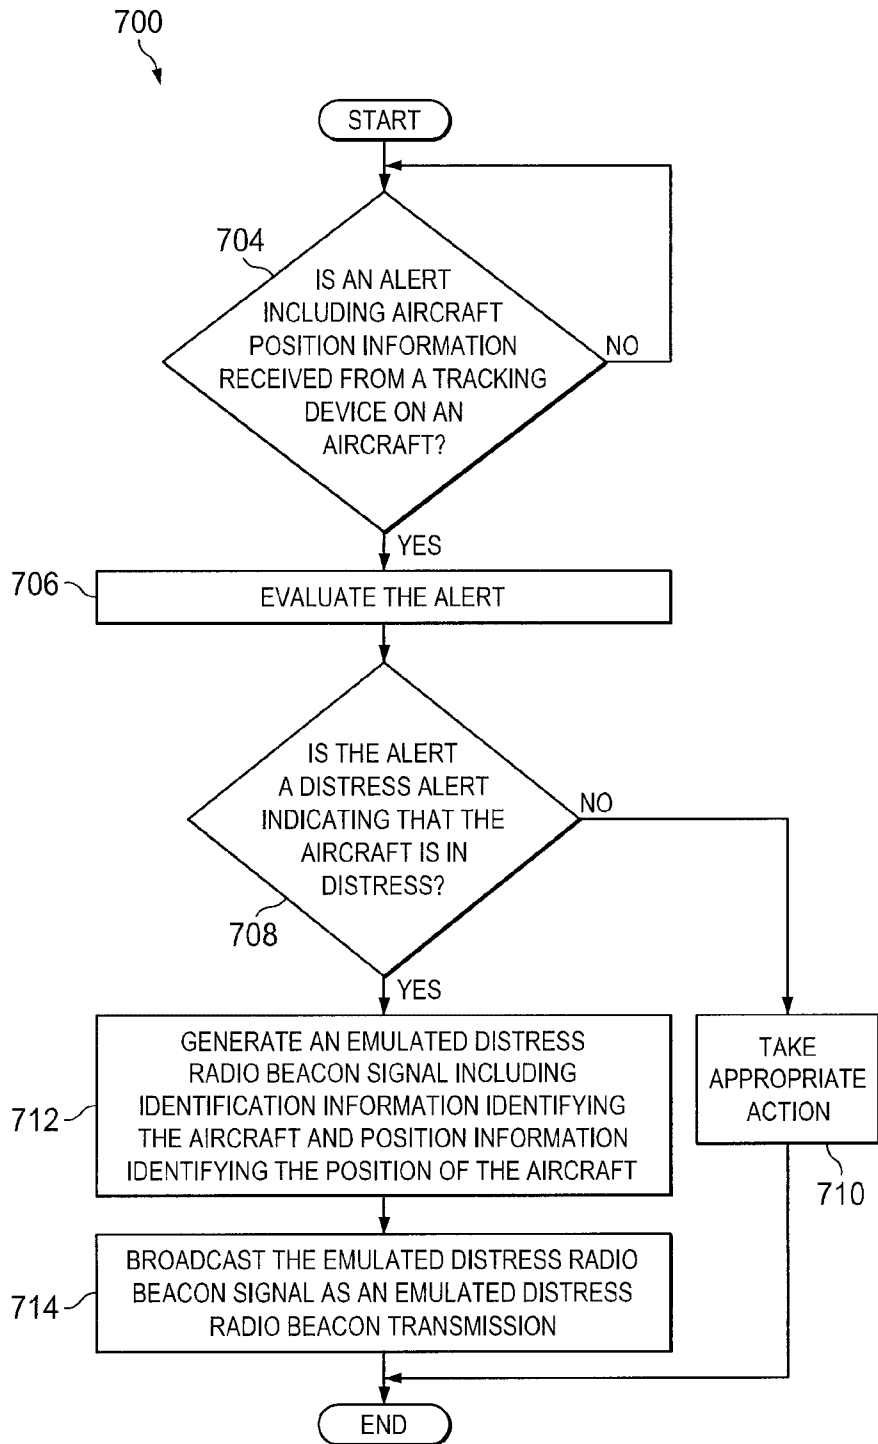 700
START
704
IS AN ALERT
INCLUDING AIRCRAFT
POSITION INFORMATION
RECEIVED FROM A TRACKING
DEVICE ON AN
AIRCRAFT?
NO
YES
706
EVALUATE THE ALERT
IS THE ALERT
A DISTRESS ALERT
INDICATING THAT THE
AIRCRAFT IS IN
DISTRESS?
NO
708
YES
GENERATE AN EMULATED DISTRESS
RADIO BEACON SIGNAL INCLUDING
IDENTIFICATION INFORMATION IDENTIFYING
THE AIRCRAFT AND POSITION INFORMATION
IDENTIFYING THE POSITION OF THE AIRCRAFT
712
TAKE
APPROPRIATE
ACTION
710
BROADCAST THE EMULATED DISTRESS RADIO
BEACON SIGNAL AS AN EMULATED DISTRESS
RADIO BEACON TRANSMISSION
714
END